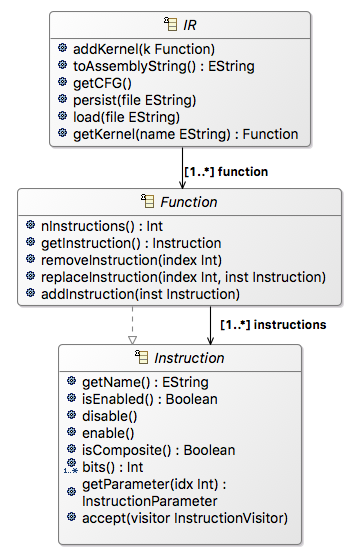 IR
addKernel(k Function)
toAssemblyString() : EString
getCFG()
persist(file EString)
load(file EString)
getKernel(name EString) : Function
[1..*] function
Function
nInstructions() : Int
getInstruction() : Instruction
removeInstruction(index Int)
replaceInstruction(index Int, inst Instruction)
addInstruction(inst Instruction)
[1..*] instructions
Instruction
getName() : EString
isEnabled() : Boolean
disable()
enable()
isComposite() : Boolean
1..* bits() : Int
getParameter(idx Int) :
InstructionParameter
accept(visitor InstructionVisitor)